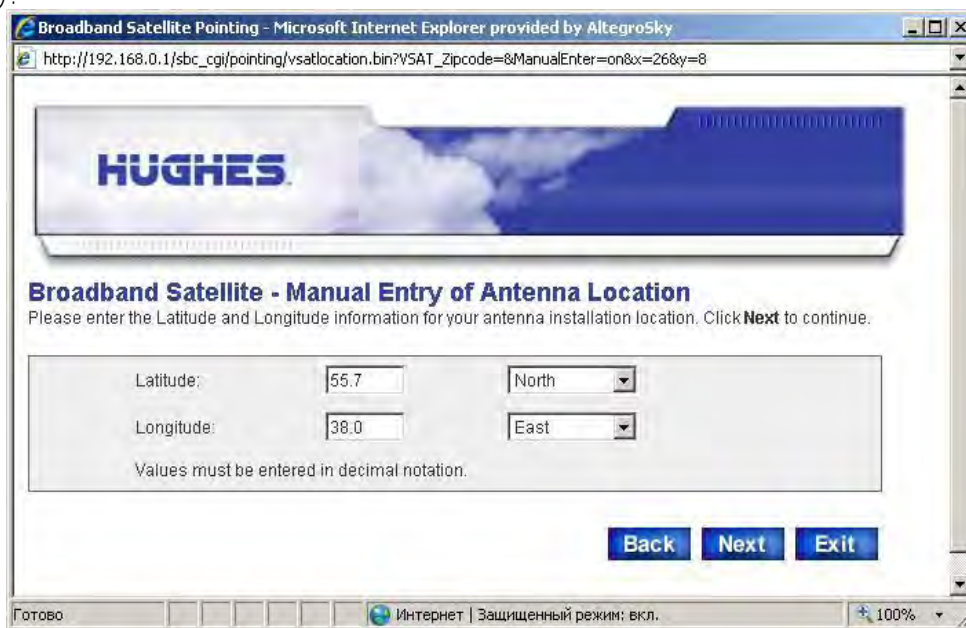 ).
Broadband Satellite Pointing - Microsoft Internet Explorer provided by AltegroSky
http://192.168.0.1/sbc_cgi/pointing/vsatlocation.bin?VSAT_Zipcode=&ManualEnter=on&x=26&y=8
HUGHES.
Broadband Satellite - Manual Entry of Antenna Location
Please enter the Latitude and Longitude information for your antenna installation location. Click Next to continue.
Latitude: 55.7 North
Longitude: 38.0 East
Values must be entered in decimal notation.
Back Next Exit
Готово Интернет | Защищенный режим: вкл. 100%